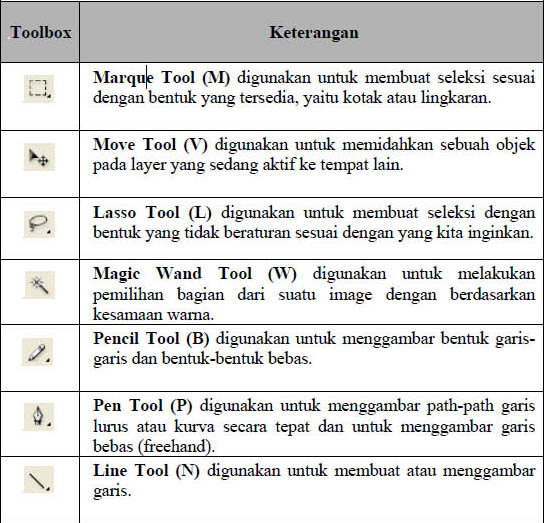 Toolbox Keterangan
Marque Tool (M) digunakan untuk membuat seleksi sesuai
dengan bentuk yang tersedia, yaitu kotak atau lingkaran.
Move Tool (V) digunakan untuk memidahkan sebuah objek
pada layer yang sedang aktif ke tempat lain.
Lasso Tool (L) digunakan untuk membuat seleksi dengan
bentuk yang tidak beraturan sesuai dengan yang kita inginkan.
Magic Wand Tool (W) digunakan untuk melakukan
pemilihan bagian dari suatu image dengan berdasarkan
kesamaan warna.
Pencil Tool (B) digunakan untuk menggambar bentuk garis-
garis dan bentuk-bentuk bebas.
Pen Tool (P) digunakan untuk menggambar path-path garis
lurus atau kurva secara tepat dan untuk menggambar garis
bebas (freehand).
Line Tool (N) digunakan untuk membuat atau menggambar
garis.